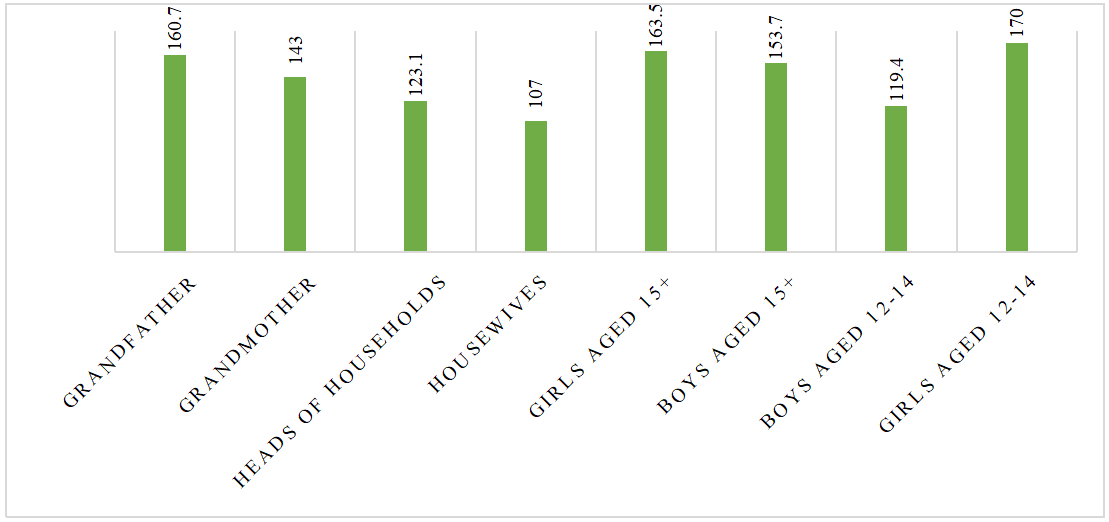 160.7
143
123.1
107
163.5
153.7
119.4
170
GRANDFATHER
GRANDMOTHER
HEADS OF HOUSEHOLDS
HOUSEWIVES
GIRLS AGED 15+
BOYS AGED 15+
BOYS AGED 12-14
GIRLS AGED 12-14